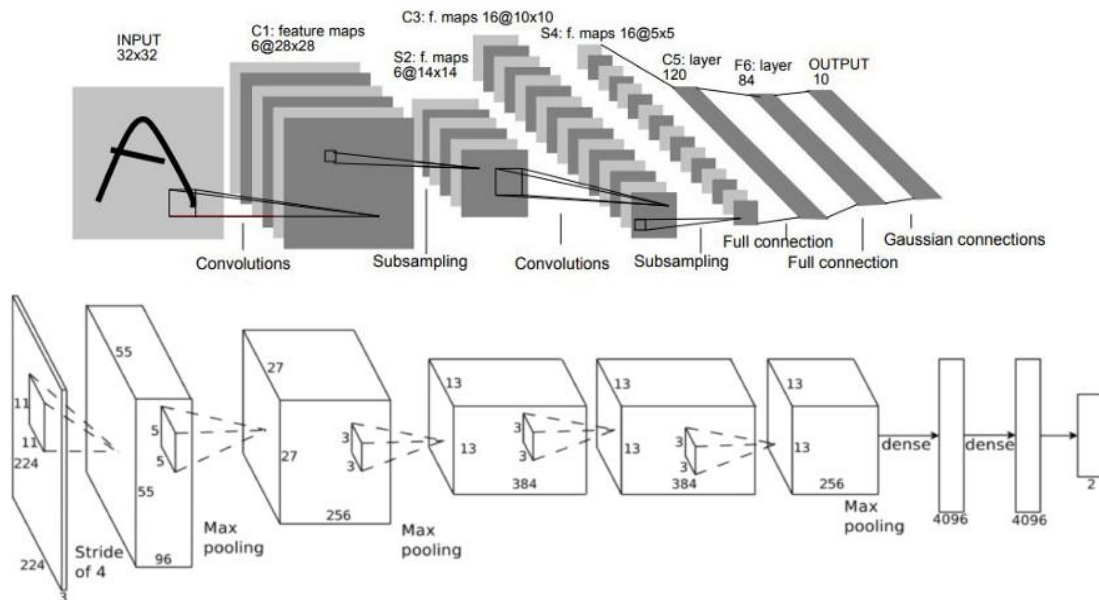 INPUT
32x32
C1: feature maps
6@28x28
S2: f. maps
6@14x14
C3: f. maps 16@10x10
S4: f. maps 16@5x5
C5: layer
120
F6: layer
84
OUTPUT
10
Convolutions
Subsampling
Convolutions
Subsampling
Full connection
Full connection
Gaussian connections
11
11
224
224
3
Stride
of 4
55
5
5
55
96
Max
pooling
27
3
3
27
256
Max
pooling
13
3
3
13
384
13
3
3
13
384
13
13
256
Max
pooling
dense
4096
dense
4096
2